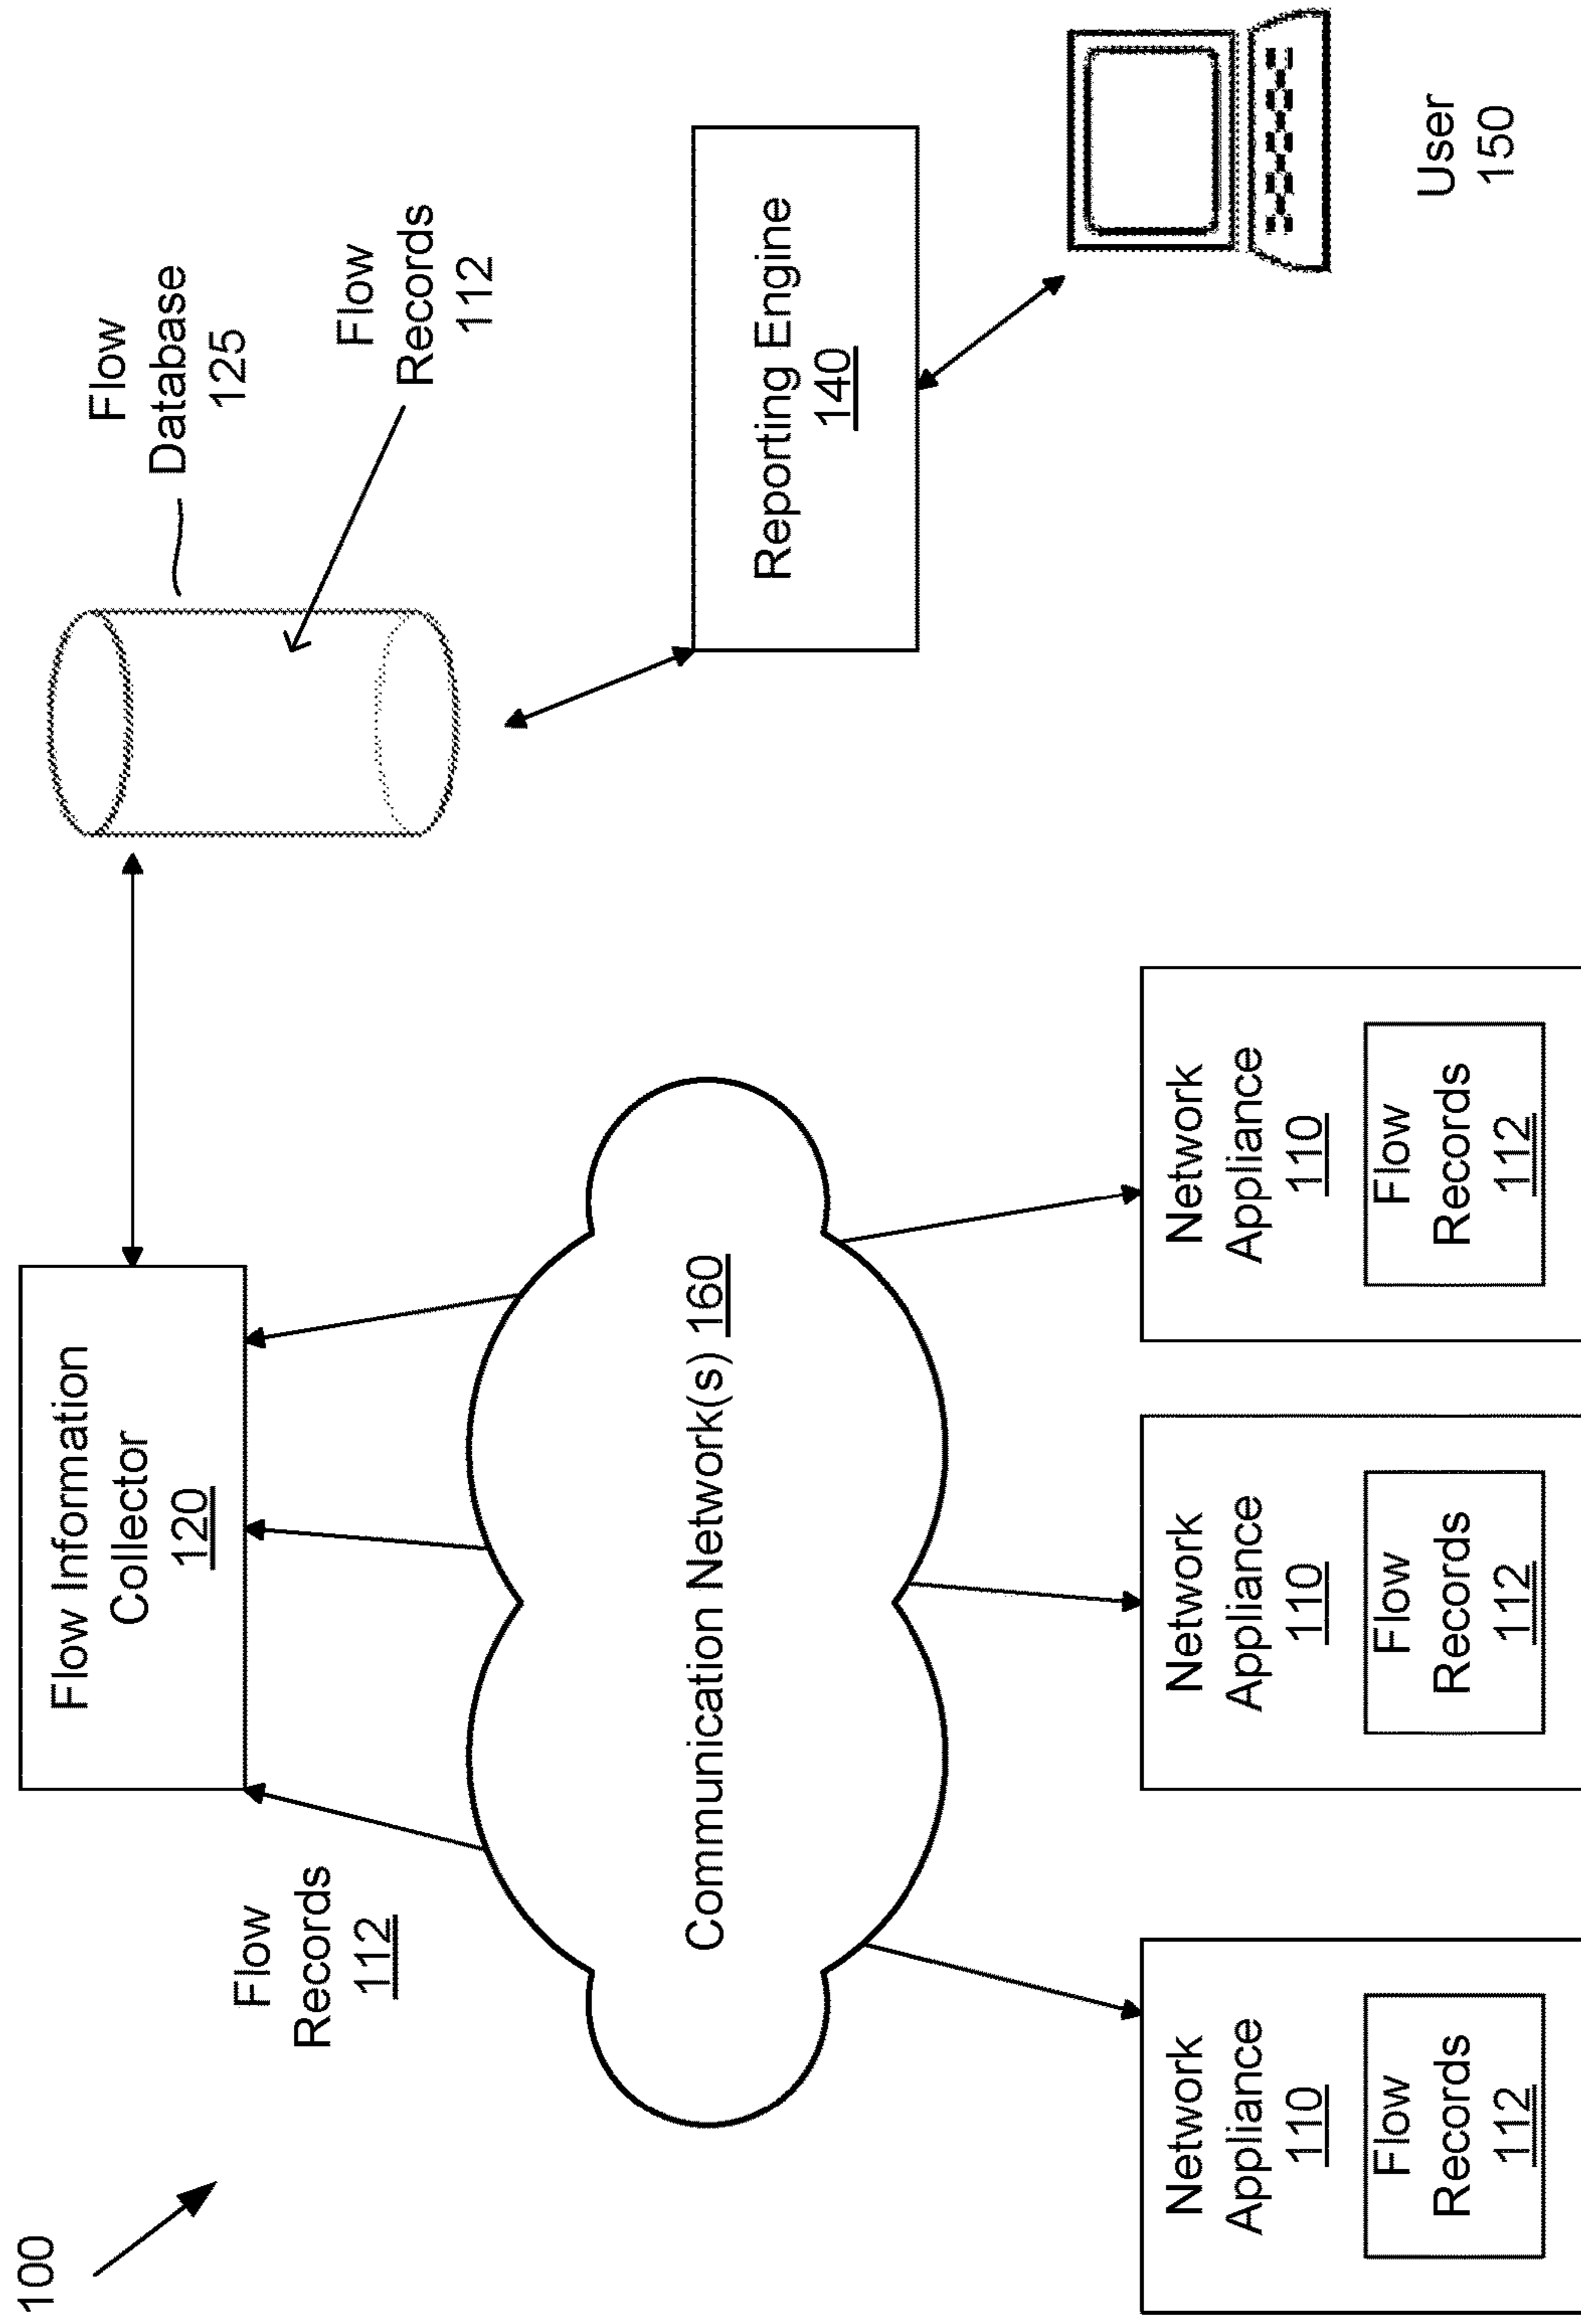 100
Flow Information
Collector
120
Flow
Records
112
Flow
Database
125
Flow
Records
112
Communication Network(s) 160
Reporting Engine
140
User
150
Network
Appliance
110
Flow
Records
112
Network
Appliance
110
Flow
Records
112
Network
Appliance
110
Flow
Records
112